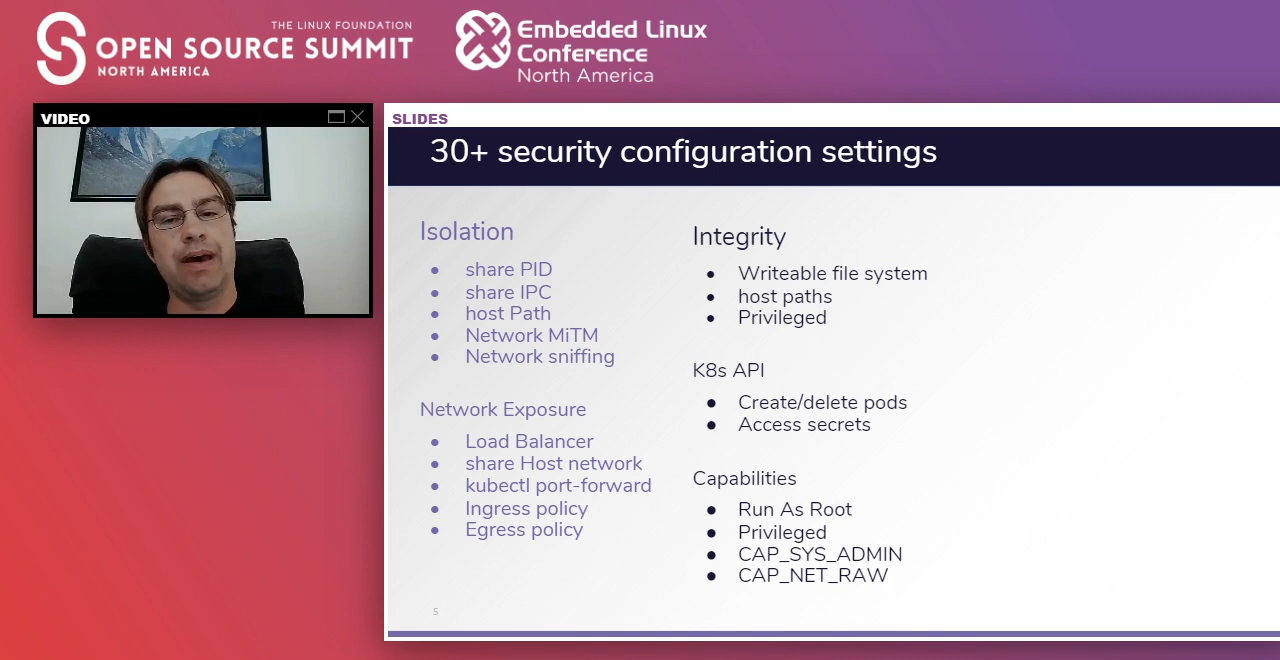 THE LINUX FOUNDATION
OPEN SOURCE SUMMIT
NORTH AMERICA
Embedded Linux
Conference
North America
VIDEO
SLIDES
30+ security configuration settings
Isolation
● share PID
● share IPC
● host Path
● Network MiTM
● Network sniffing
Network Exposure
● Load Balancer
● share Host network
● kubectl port-forward
● Ingress policy
● Egress policy
Integrity
● Writeable file system
● host paths
● Privileged
K8s API
● Create/delete pods
● Access secrets
Capabilities
● Run As Root
● Privileged
● CAP_SYS_ADMIN
● CAP_NET_RAW
5